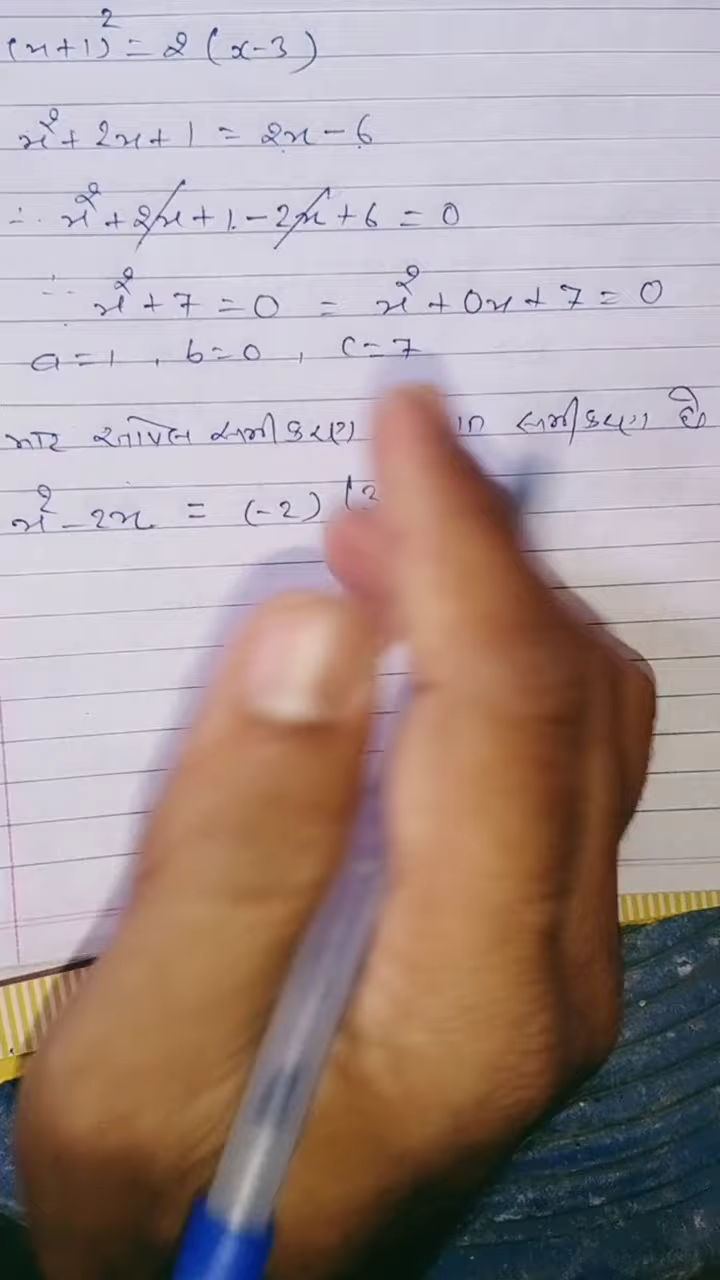 (x+1)² = 2(x-3)
x² + 2x + 1 = 2x - 6
∴ x² + 2x + 1 - 2x + 6 = 0
∴ x² + 7 = 0 = x² + 0x + 7 = 0
a = 1, b = 0, c = 7
આપેલ સમીકરણ સમીકરણ છે
x² - 2x = (-2)